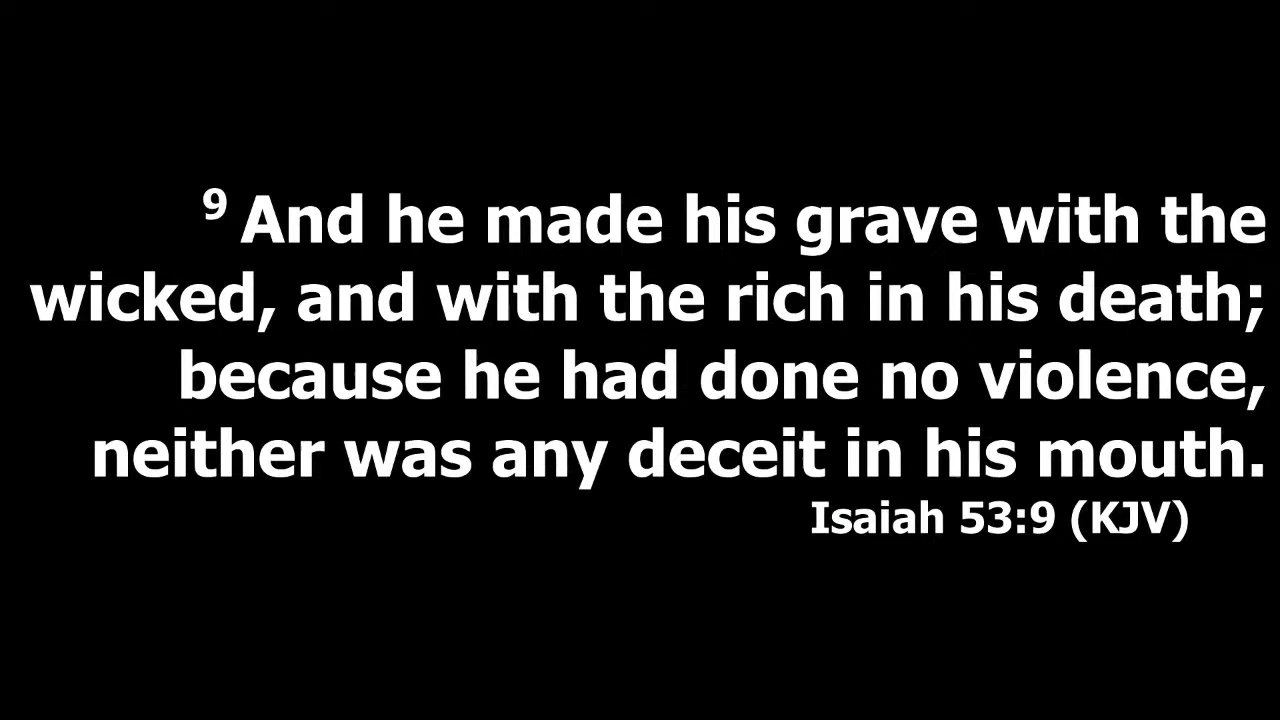 9 And he made his grave with the
wicked, and with the rich in his death;
because he had done no violence,
neither was any deceit in his mouth.
Isaiah 53:9 (KJV)